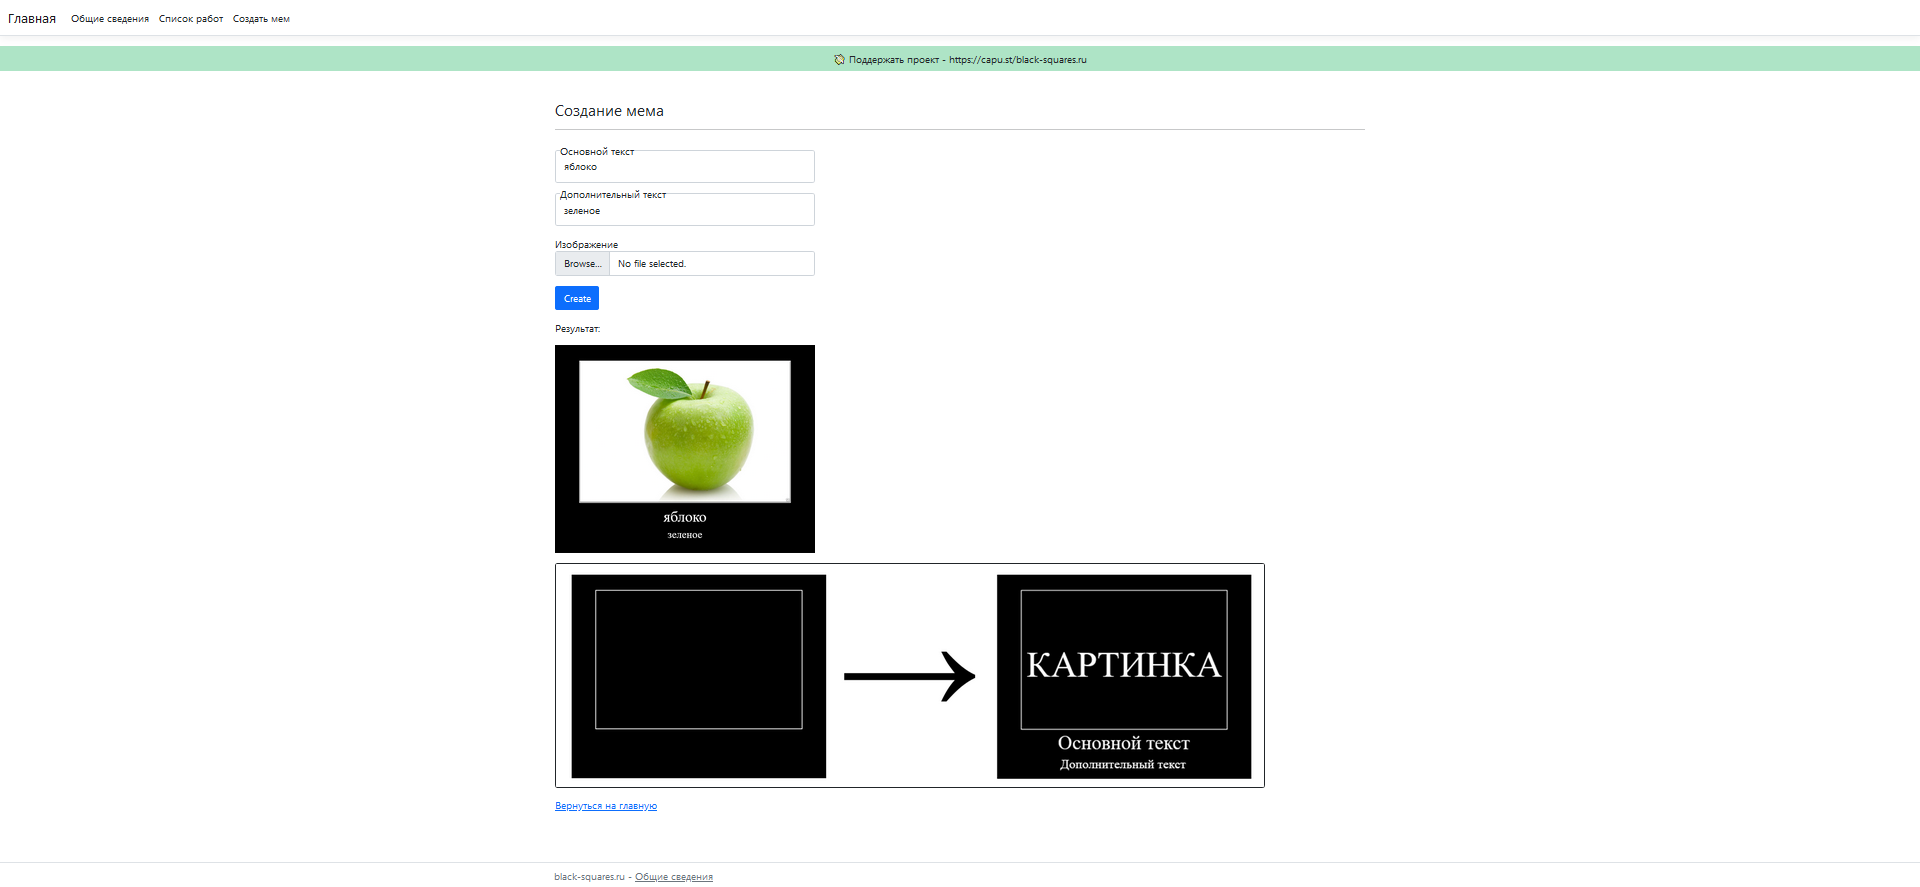 Главная Общие сведения Список работ Создать мем
Поддержать проект - https://capu.st/black-squares.ru
Создание мема
Основной текст
яблоко
Дополнительный текст
зеленое
Изображение
Browse... No file selected.
Create
Результат:
яблоко
зеленое
КАРТИНКА
Основной текст
Дополнительный текст
Вернуться на главную
black-squares.ru - Общие сведения